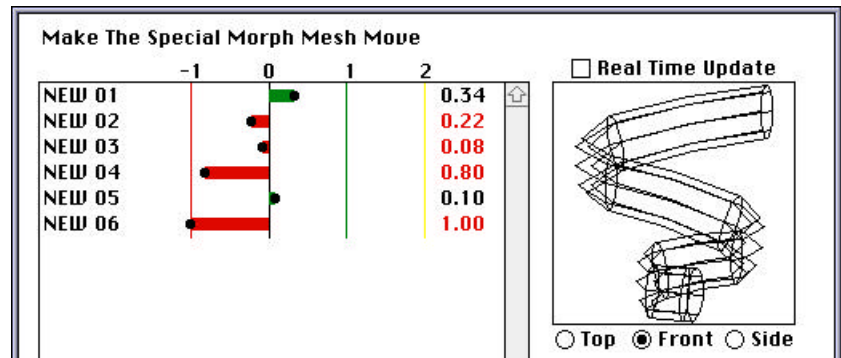 Make The Special Morph Mesh Move
-1 0 1 2
NEW 01 0.34
NEW 02 0.22
NEW 03 0.08
NEW 04 0.80
NEW 05 0.10
NEW 06 1.00
Real Time Update
Top Front Side